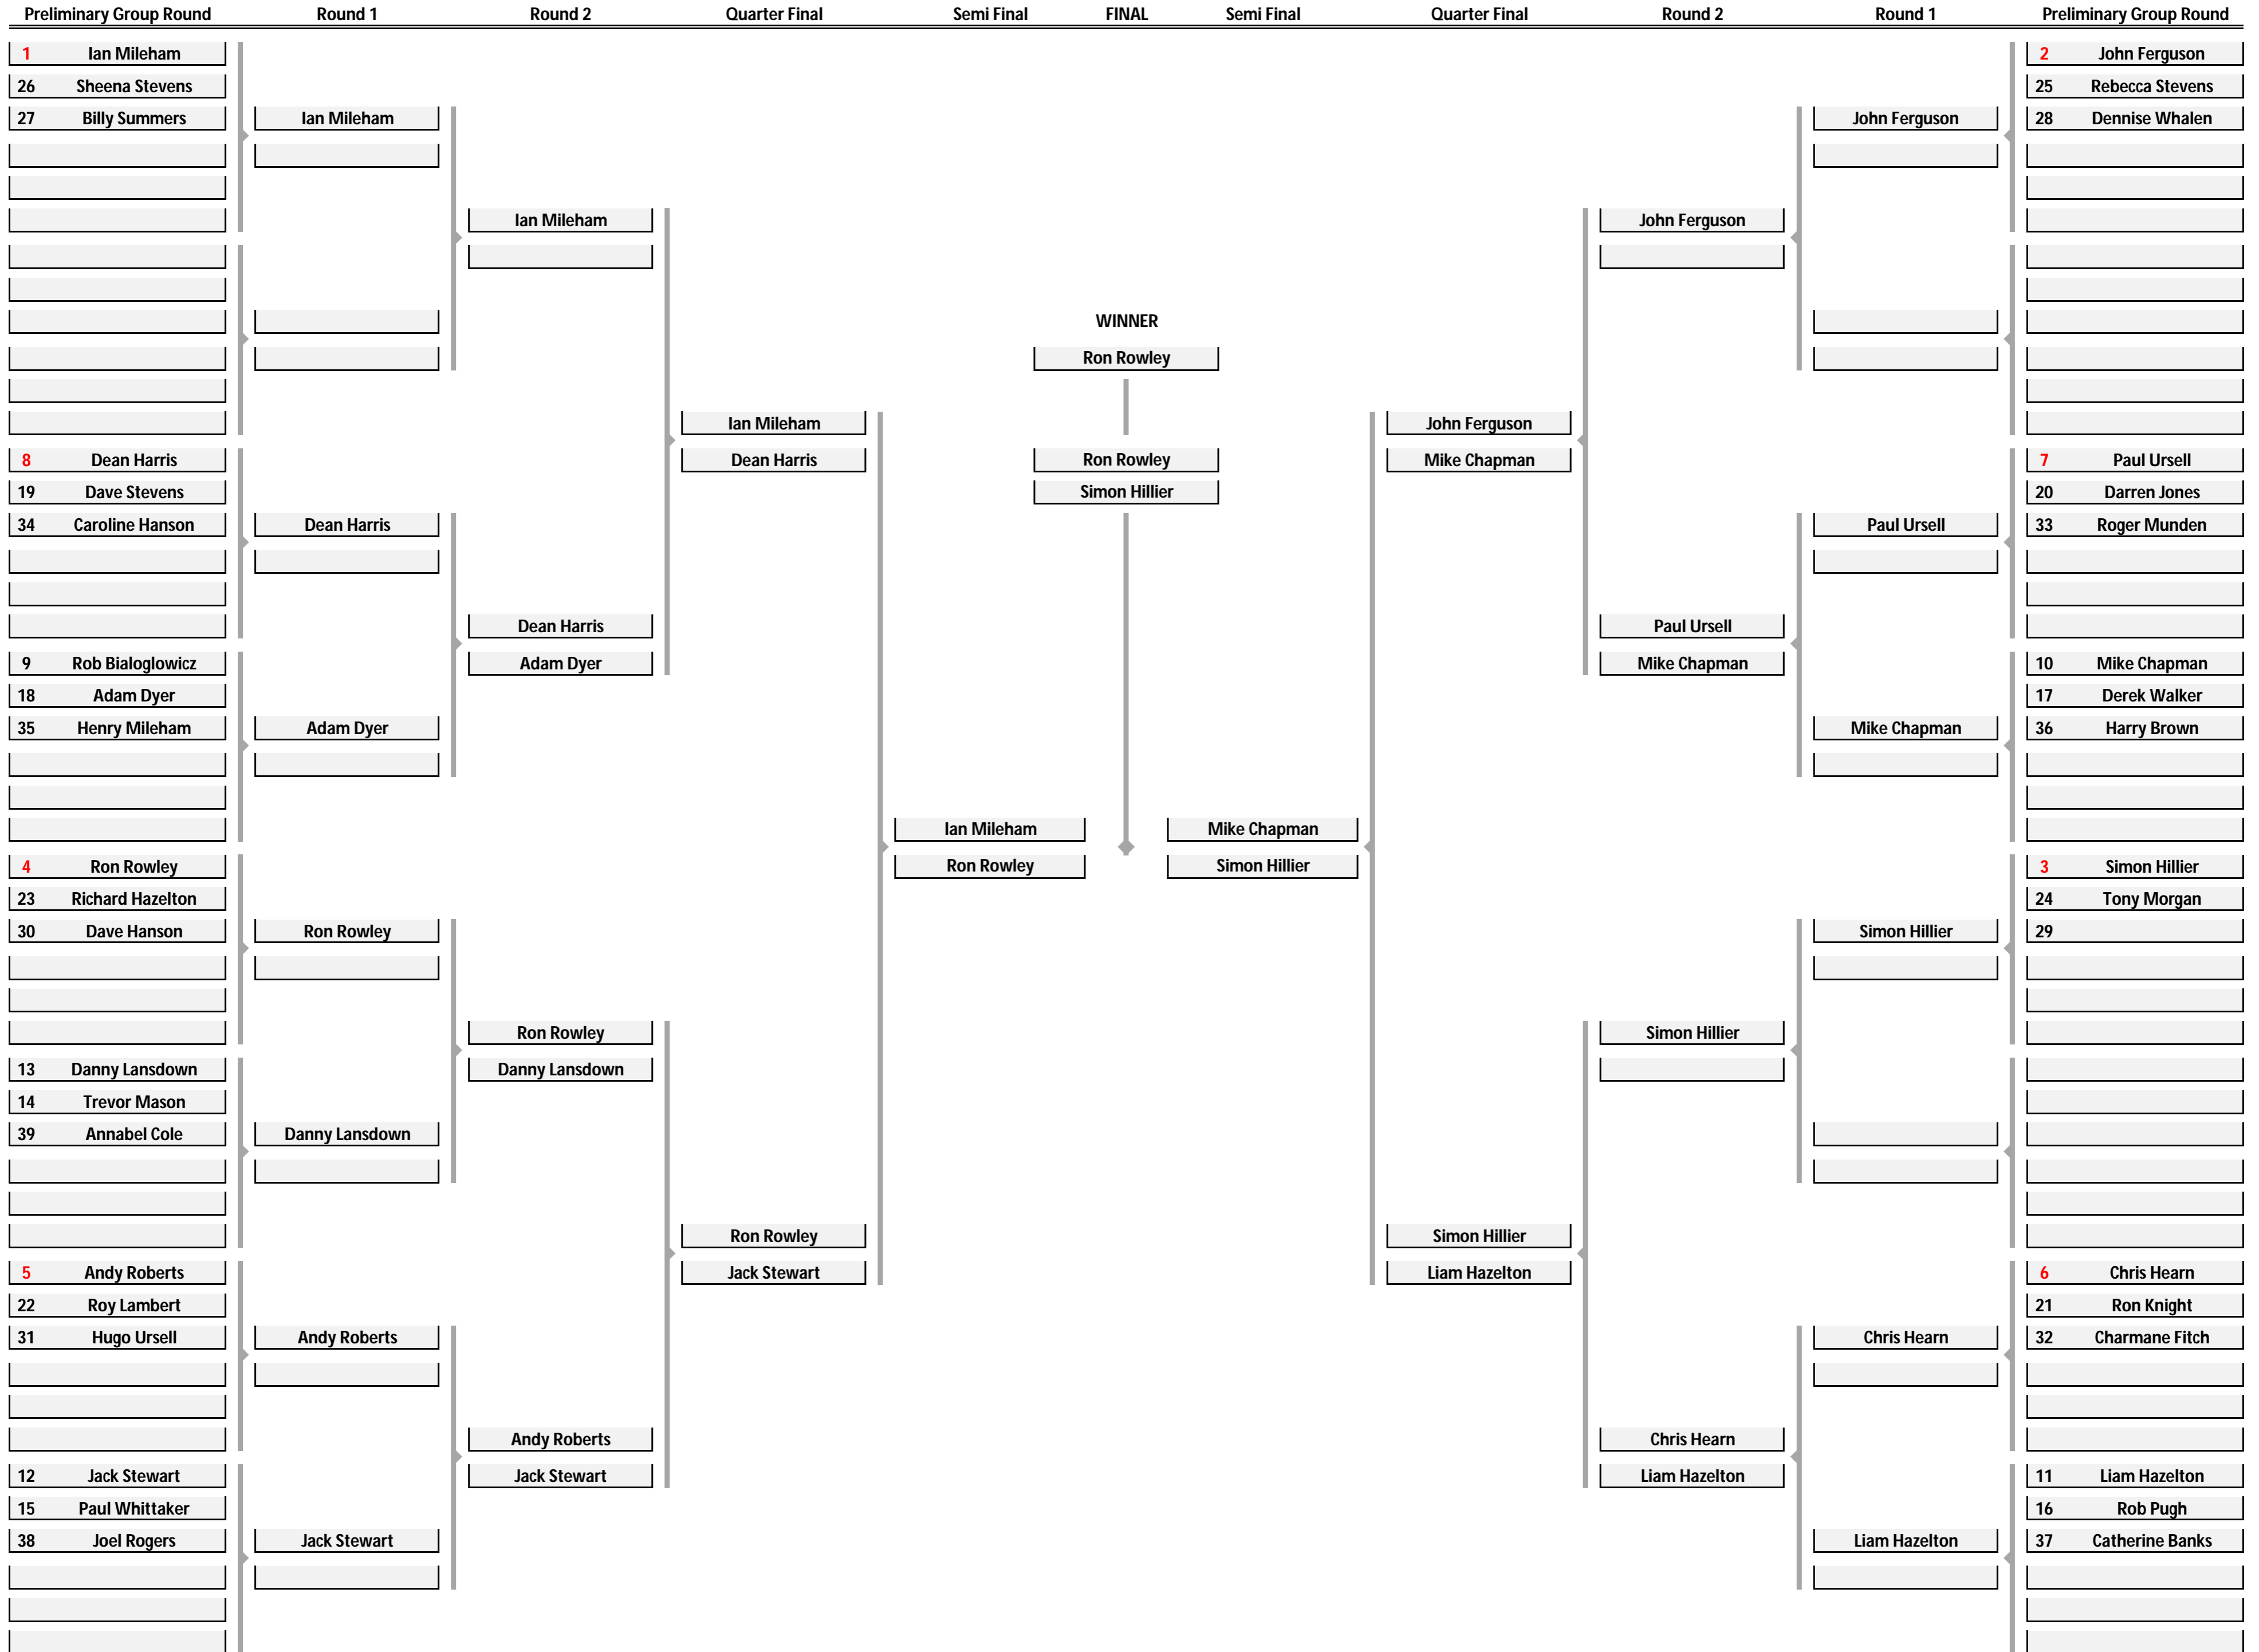 Preliminary Group Round Round 1 Round 2 Quarter Final Semi Final FINAL Semi Final Quarter Final Round 2 Round 1 Preliminary Group Round
1 Ian Mileham 2 John Ferguson
26 Sheena Stevens 25 Rebecca Stevens
27 Billy Summers Ian Mileham John Ferguson 28 Dennise Whalen
Ian Mileham John Ferguson
WINNER
Ron Rowley
Ian Mileham John Ferguson
8 Dean Harris Dean Harris Ron Rowley Mike Chapman 7 Paul Ursell
19 Dave Stevens Simon Hillier 20 Darren Jones
34 Caroline Hanson Dean Harris Paul Ursell 33 Roger Munden
Dean Harris Paul Ursell
9 Rob Bialoglowicz Adam Dyer Mike Chapman 10 Mike Chapman
18 Adam Dyer 17 Derek Walker
35 Henry Mileham Adam Dyer Mike Chapman 36 Harry Brown
Ian Mileham Mike Chapman
4 Ron Rowley Ron Rowley Simon Hillier 3 Simon Hillier
23 Richard Hazelton 24 Tony Morgan
30 Dave Hanson Ron Rowley Simon Hillier 29
Ron Rowley Simon Hillier
13 Danny Lansdown Danny Lansdown
14 Trevor Mason
39 Annabel Cole Danny Lansdown
Ron Rowley Simon Hillier
5 Andy Roberts Jack Stewart Liam Hazelton 6 Chris Hearn
22 Roy Lambert 21 Ron Knight
31 Hugo Ursell Andy Roberts Chris Hearn 32 Charmane Fitch
Andy Roberts Chris Hearn
12 Jack Stewart Jack Stewart Liam Hazelton 11 Liam Hazelton
15 Paul Whittaker 16 Rob Pugh
38 Joel Rogers Jack Stewart Liam Hazelton 37 Catherine Banks